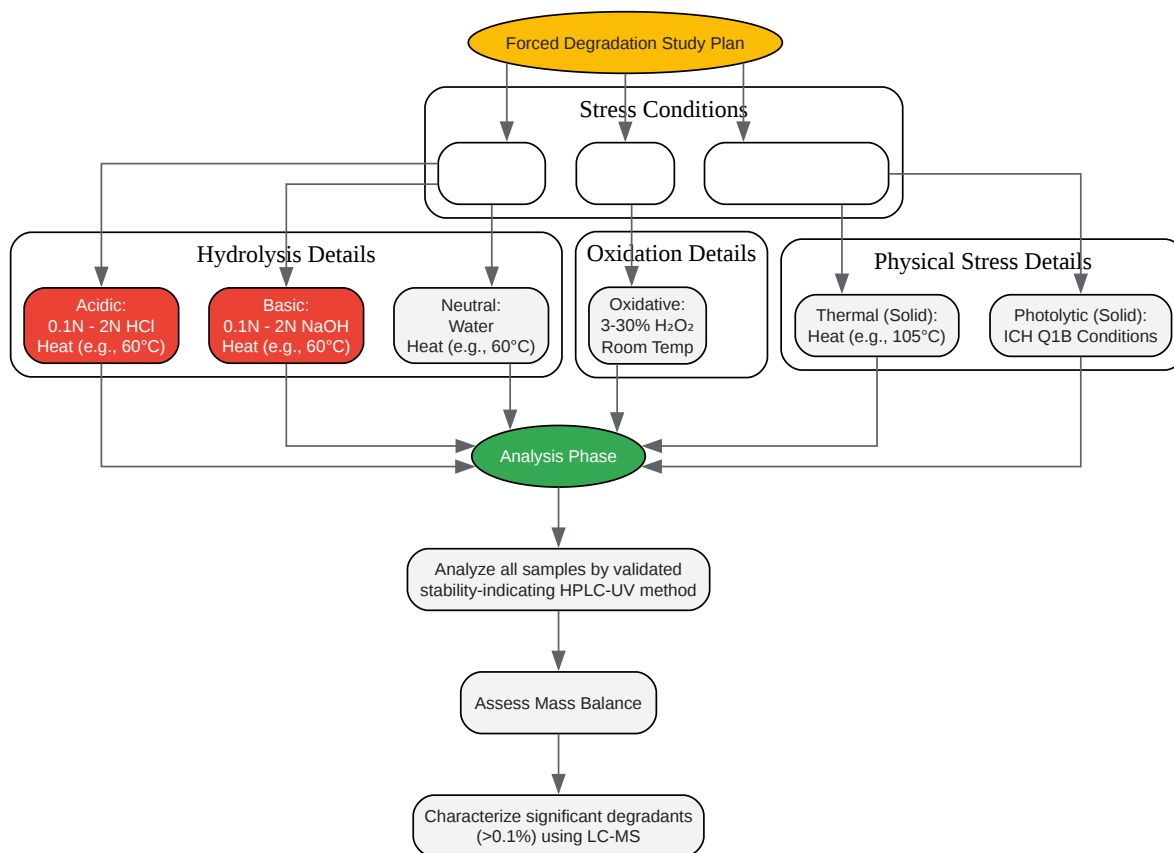 Forced Degradation Study Plan
Stress Conditions
Hydrolysis Details
Oxidation Details
Physical Stress Details
Acidic:
0.1N - 2N HCl
Heat (e.g., 60°C)
Basic:
0.1N - 2N NaOH
Heat (e.g., 60°C)
Neutral:
Water
Heat (e.g., 60°C)
Oxidative:
3-30% H₂O₂
Room Temp
Thermal (Solid):
Heat (e.g., 105°C)
Photolytic (Solid):
ICH Q1B Conditions
Analysis Phase
Analyze all samples by validated
stability-indicating HPLC-UV method
Assess Mass Balance
Characterize significant degradants
(>0.1%) using LC-MS